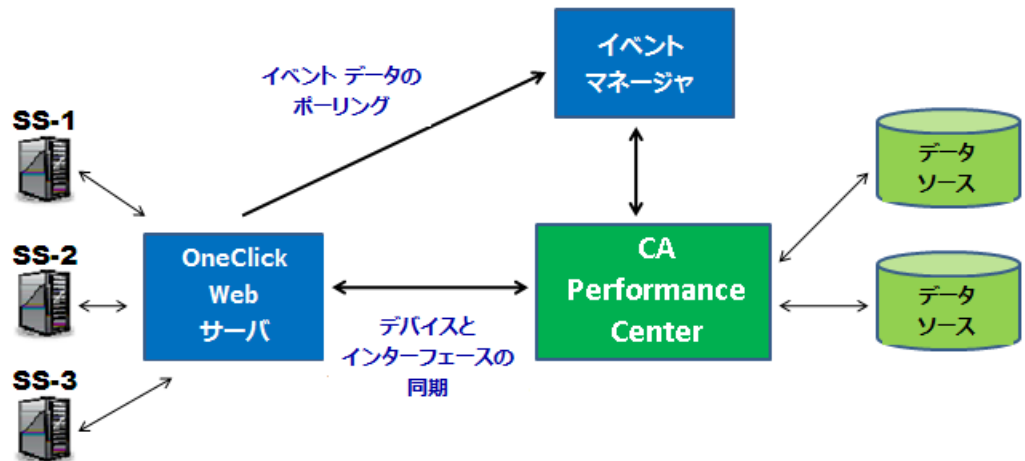 イベント
マネージャ
イベント データの
ポーリング
SS-1
データ
ソース
SS-2
OneClick
Web
サーバ
CA
Performance
Center
データ
ソース
デバイスと
インターフェースの
同期
SS-3